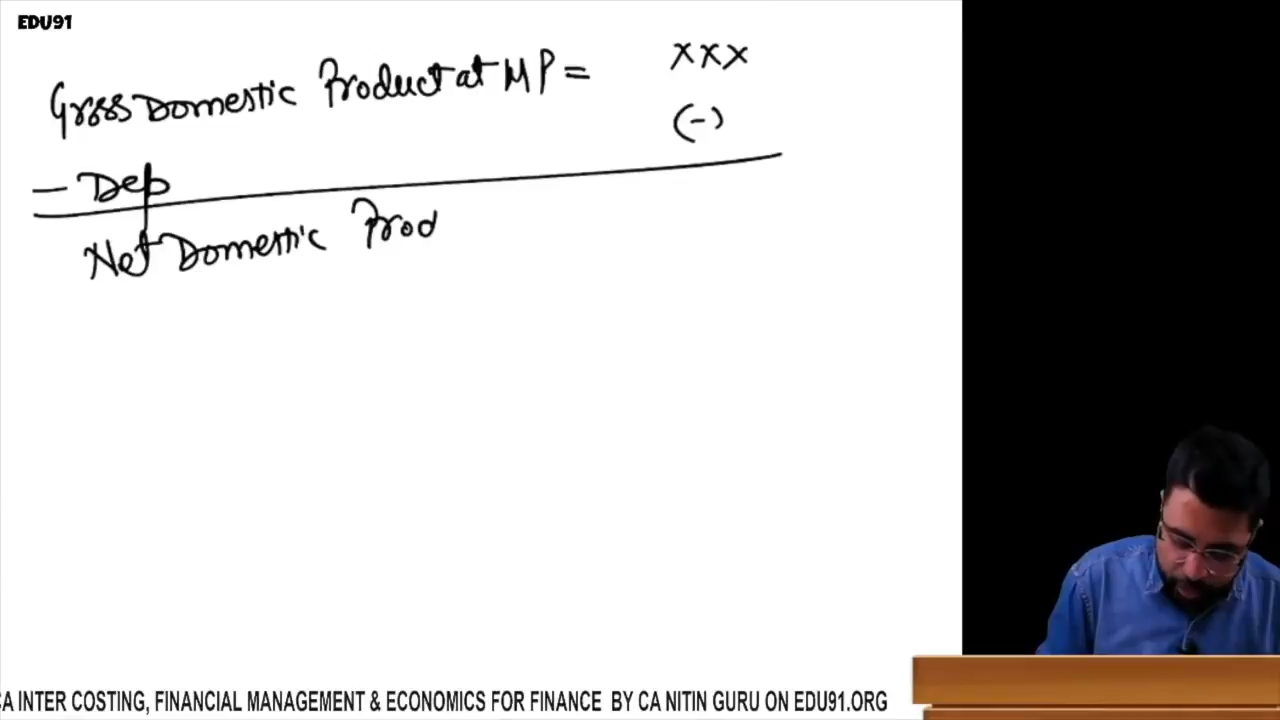 EDU91
Gross Domestic Product at MP = xxx
(-)
- Dep
Net Domestic Prod
CA INTER COSTING, FINANCIAL MANAGEMENT & ECONOMICS FOR FINANCE BY CA NITIN GURU ON EDU91.ORG